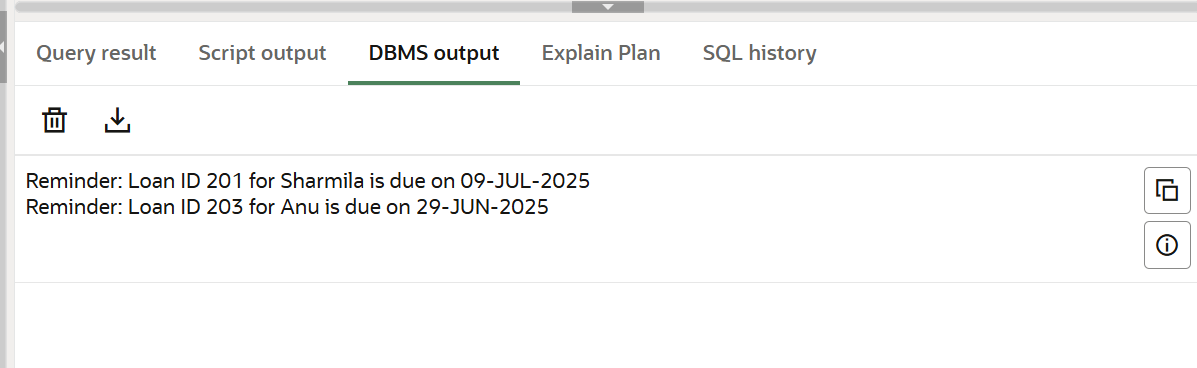 Query result Script output DBMS output Explain Plan SQL history
Reminder: Loan ID 201 for Sharmila is due on 09-JUL-2025
Reminder: Loan ID 203 for Anu is due on 29-JUN-2025